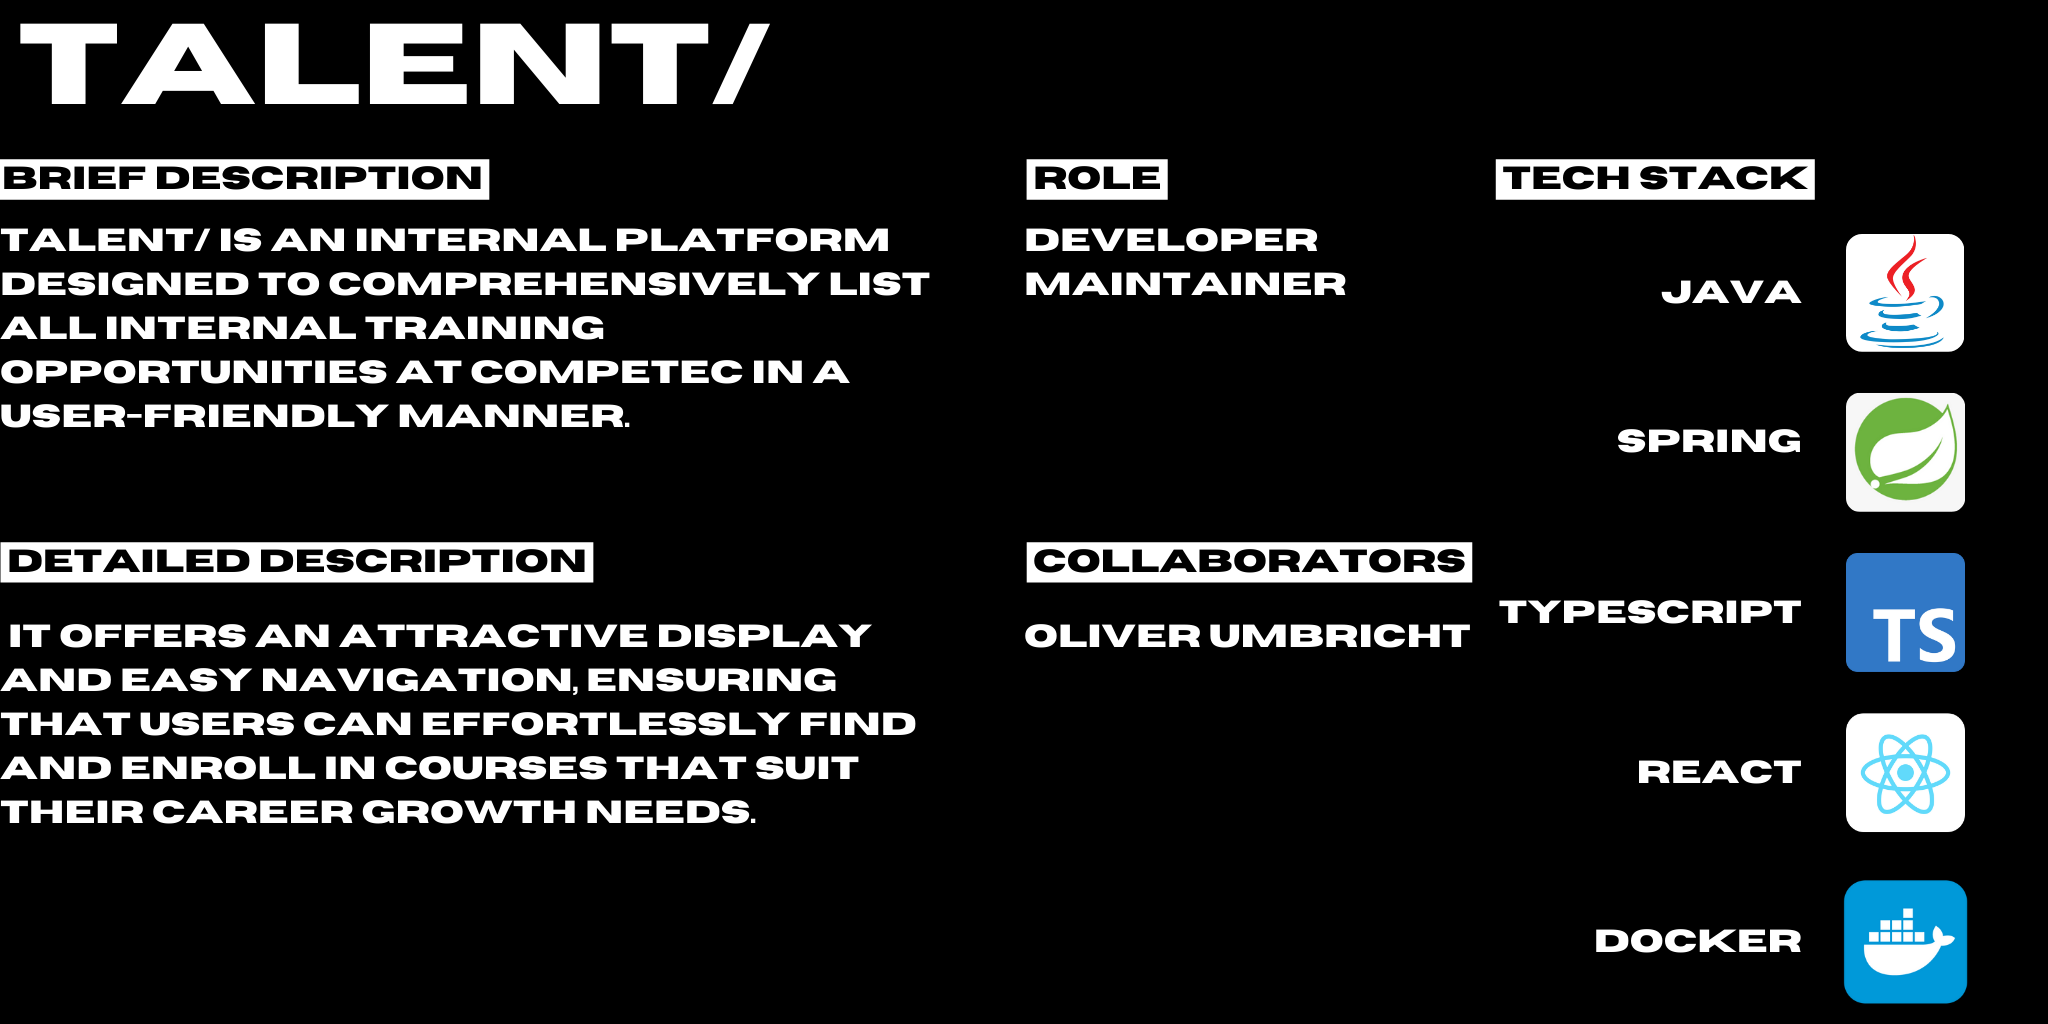 TALENT/
BRIEF DESCRIPTION
TALENT/ IS AN INTERNAL PLATFORM
DESIGNED TO COMPREHENSIVELY LIST
ALL INTERNAL TRAINING
OPPORTUNITIES AT COMPETEC IN A
USER-FRIENDLY MANNER.
DETAILED DESCRIPTION
IT OFFERS AN ATTRACTIVE DISPLAY
AND EASY NAVIGATION, ENSURING
THAT USERS CAN EFFORTLESSLY FIND
AND ENROLL IN COURSES THAT SUIT
THEIR CAREER GROWTH NEEDS.
ROLE
DEVELOPER
MAINTAINER
COLLABORATORS
OLIVER UMBRICHT
TECH STACK
JAVA
SPRING
TYPESCRIPT
TS
REACT
DOCKER